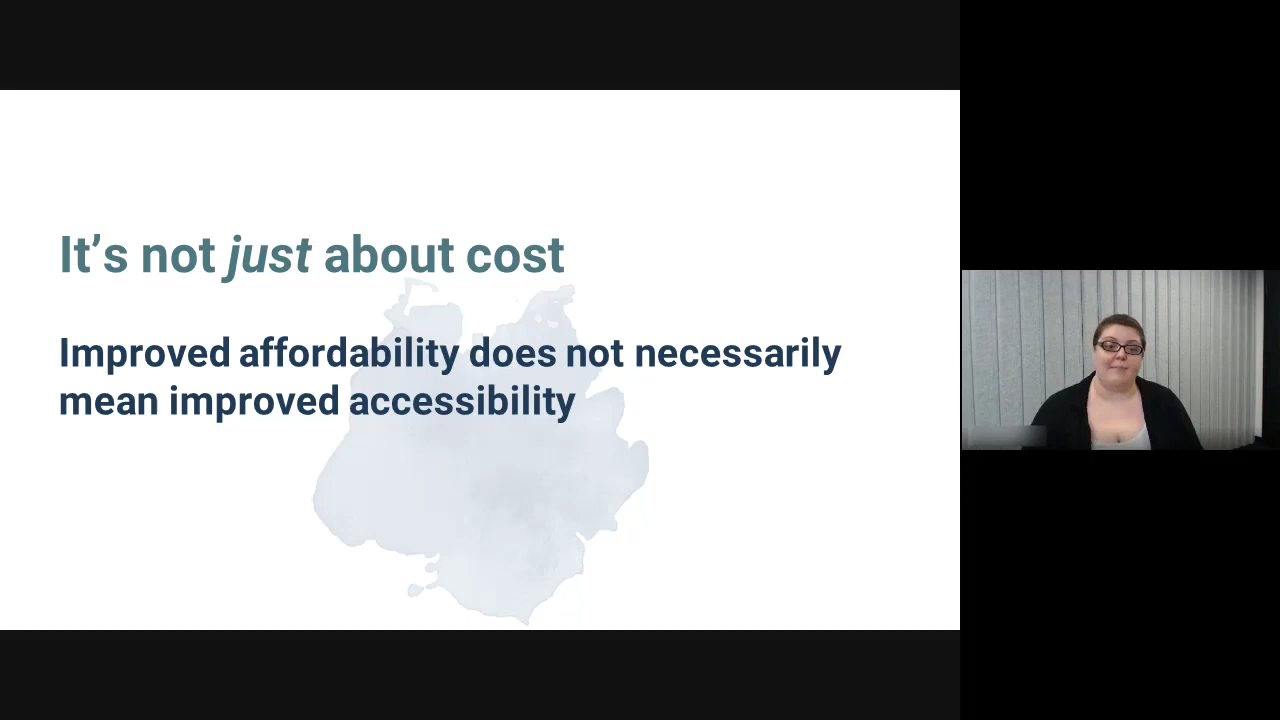 It’s not just about cost
Improved affordability does not necessarily
mean improved accessibility